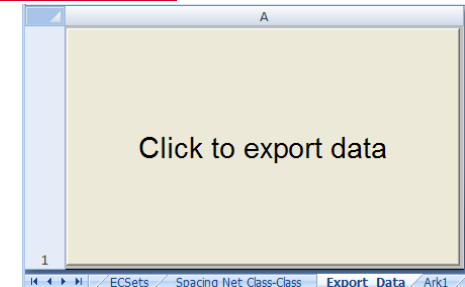 A
Click to export data
1
ECSets Spacing Net Class-Class Export_Data Ark1